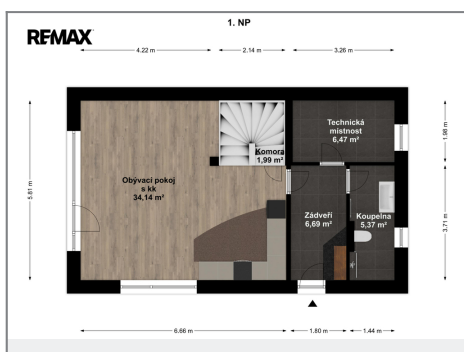 1. NP
REMAX
4.22 m
2.14 m
3.26 m
5.81 m
1.98 m
3.71 m
Technická
místnost
6,47 m²
Komora
1,99 m²
Obývací pokoj
s kk
34,14 m²
Zádveří
6,69 m²
Koupelna
5,37 m²
6.66 m
1.80 m
1.44 m